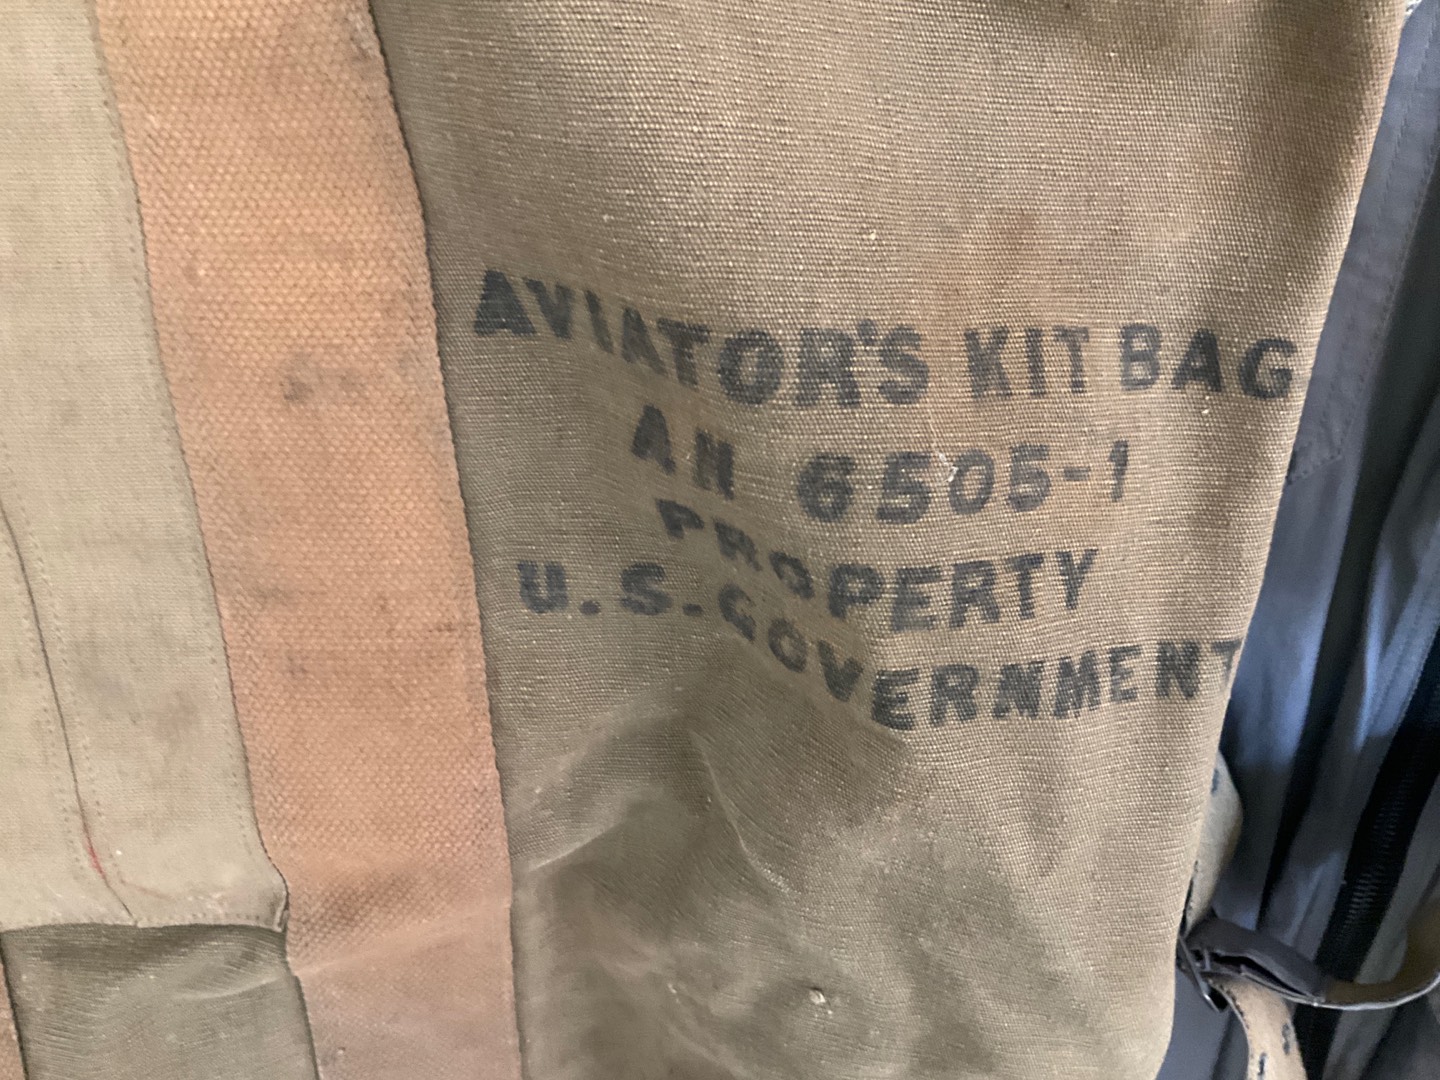 AVIATOR'S KIT BAG
AN 6505-1
PROPERTY
U.S. GOVERNMENT